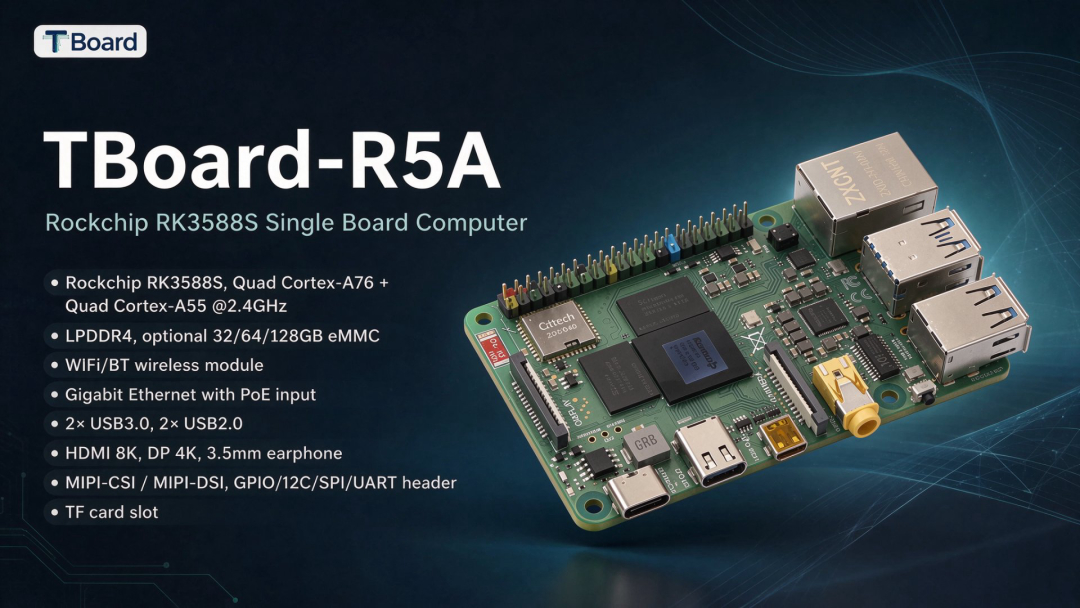 TBoard
TBoard-R5A
Rockchip RK3588S Single Board Computer
• Rockchip RK3588S, Quad Cortex-A76 +
Quad Cortex-A55 @2.4GHz
• LPDDR4, optional 32/64/128GB eMMC
• WIFi/BT wireless module
• Gigabit Ethernet with PoE input
• 2× USB3.0, 2× USB2.0
• HDMI 8K, DP 4K, 3.5mm earphone
• MIPI-CSI / MIPI-DSI, GPIO/12C/SPI/UART header
• TF card slot
ZXCNT
GRB